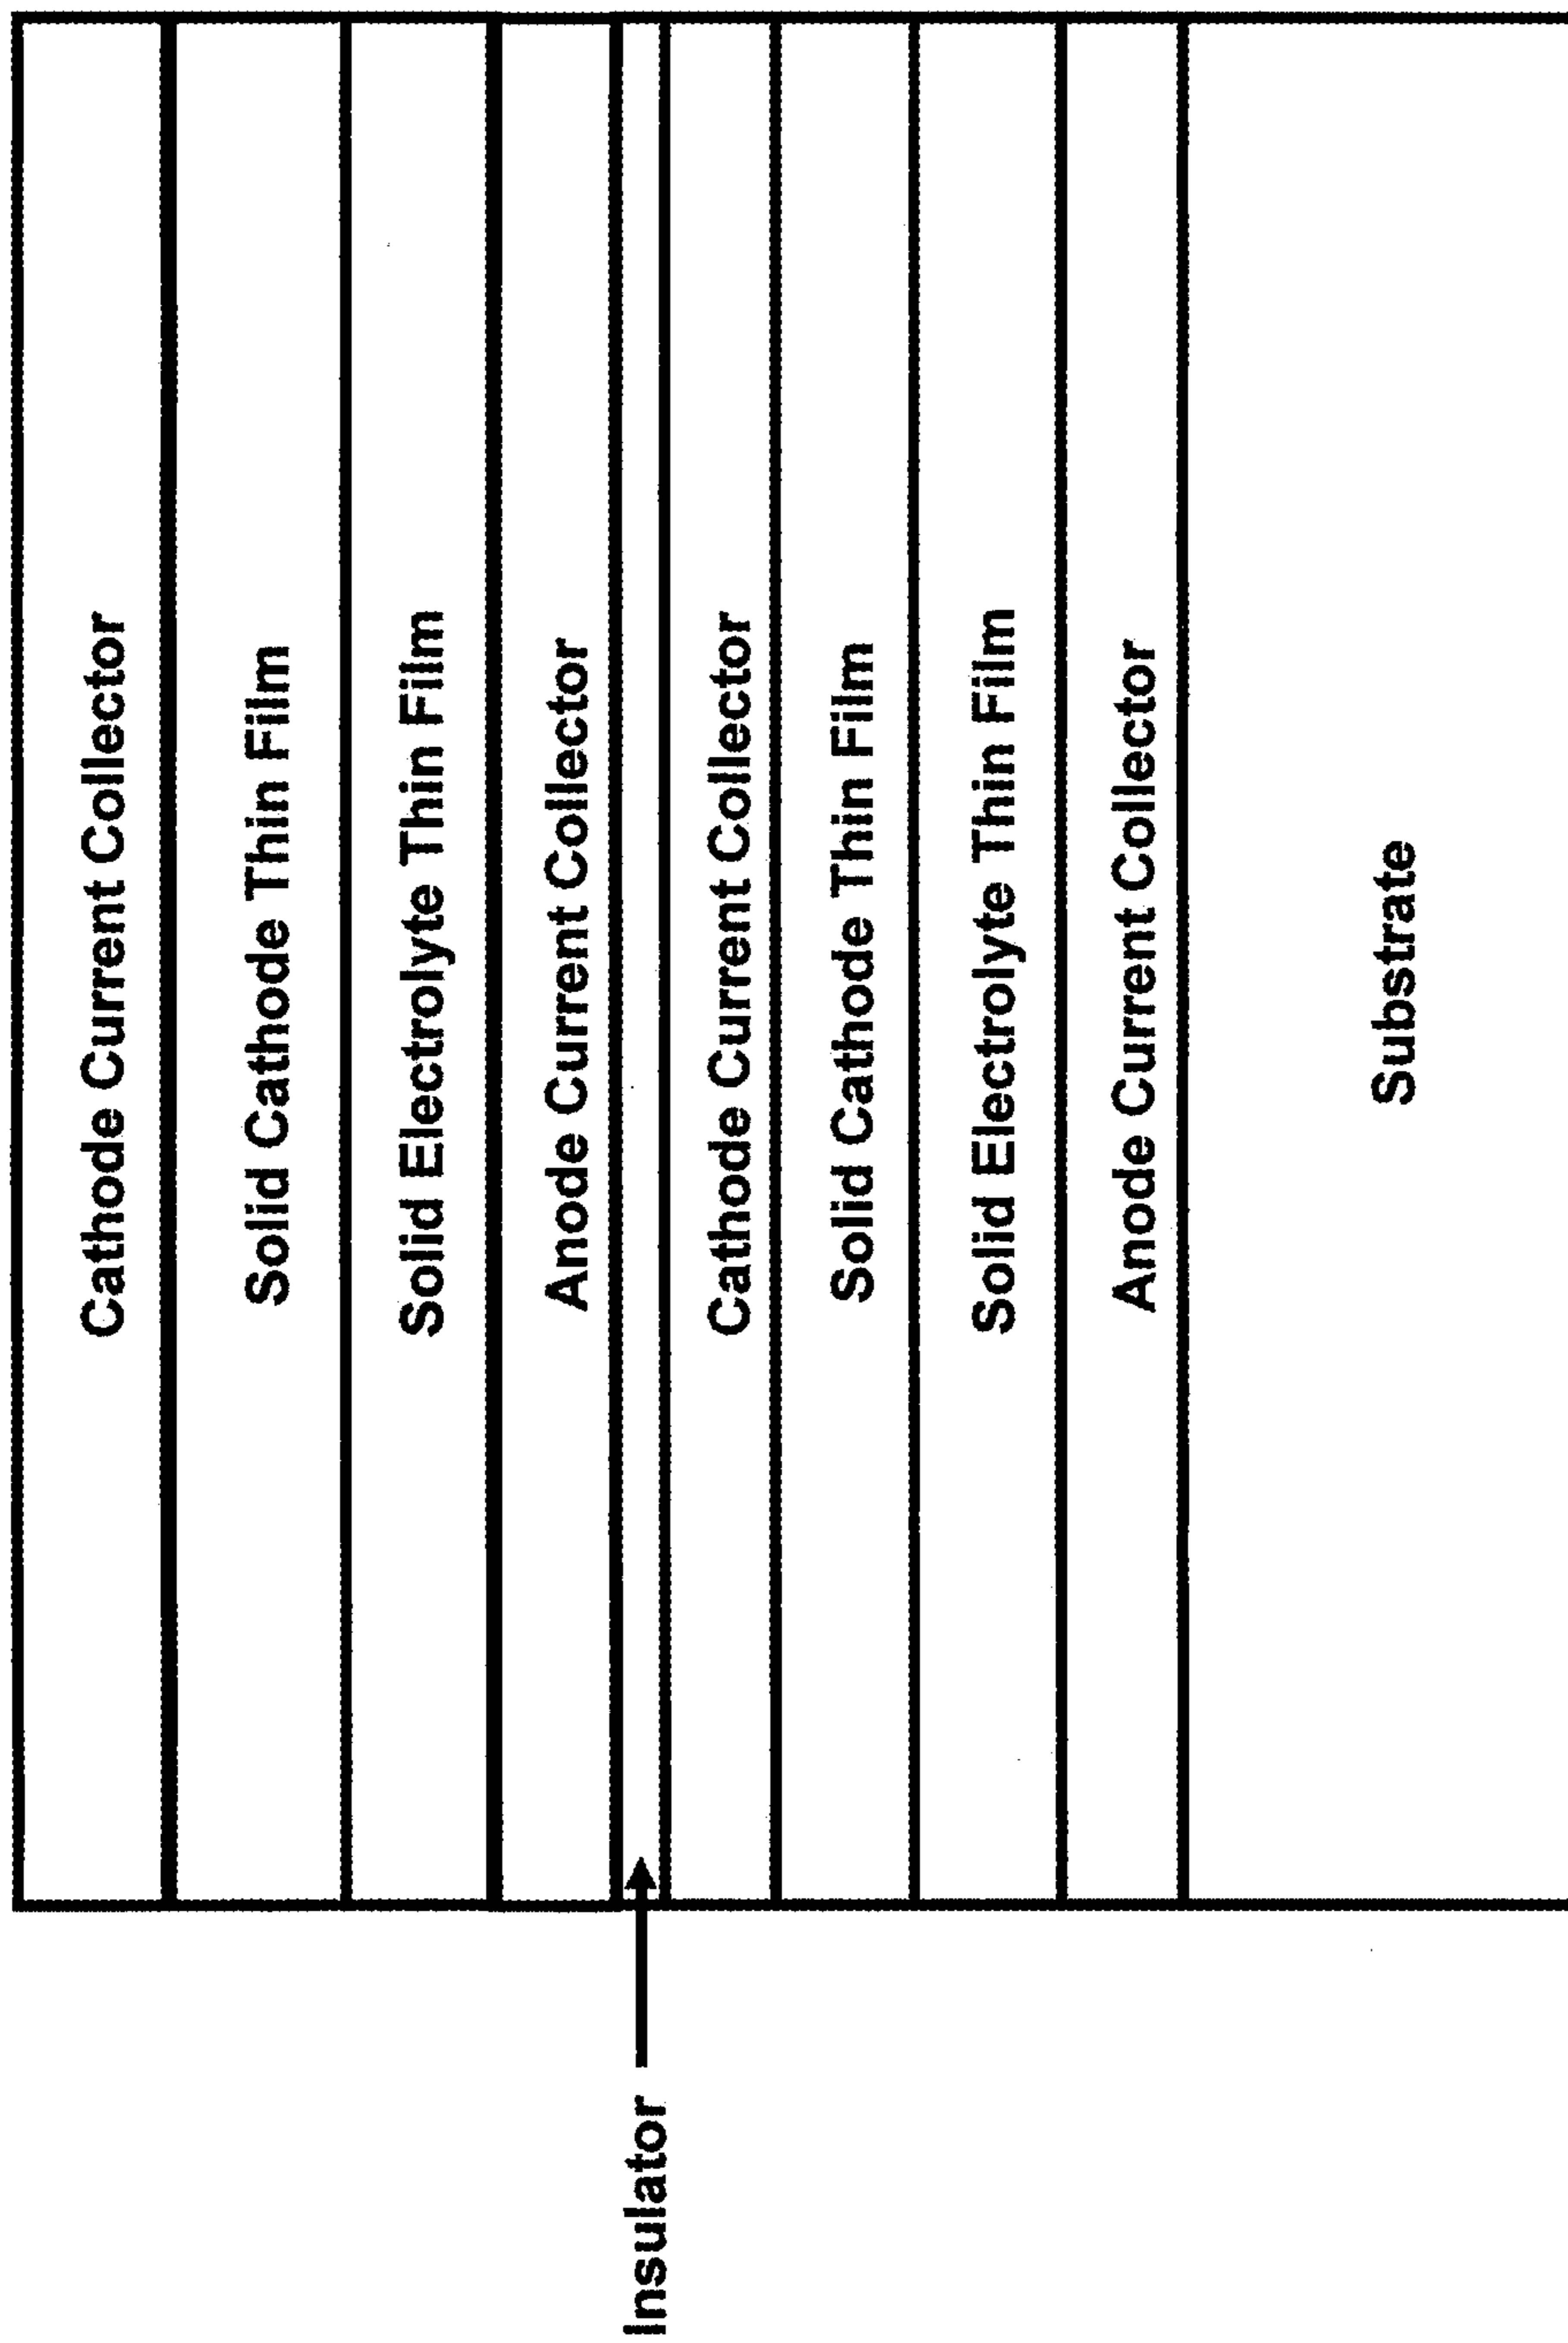 Cathode Current Collector
Solid Cathode Thin Film
Solid Electrolyte Thin Film
Anode Current Collector
Insulator
Cathode Current Collector
Solid Cathode Thin Film
Solid Electrolyte Thin Film
Anode Current Collector
Substrate